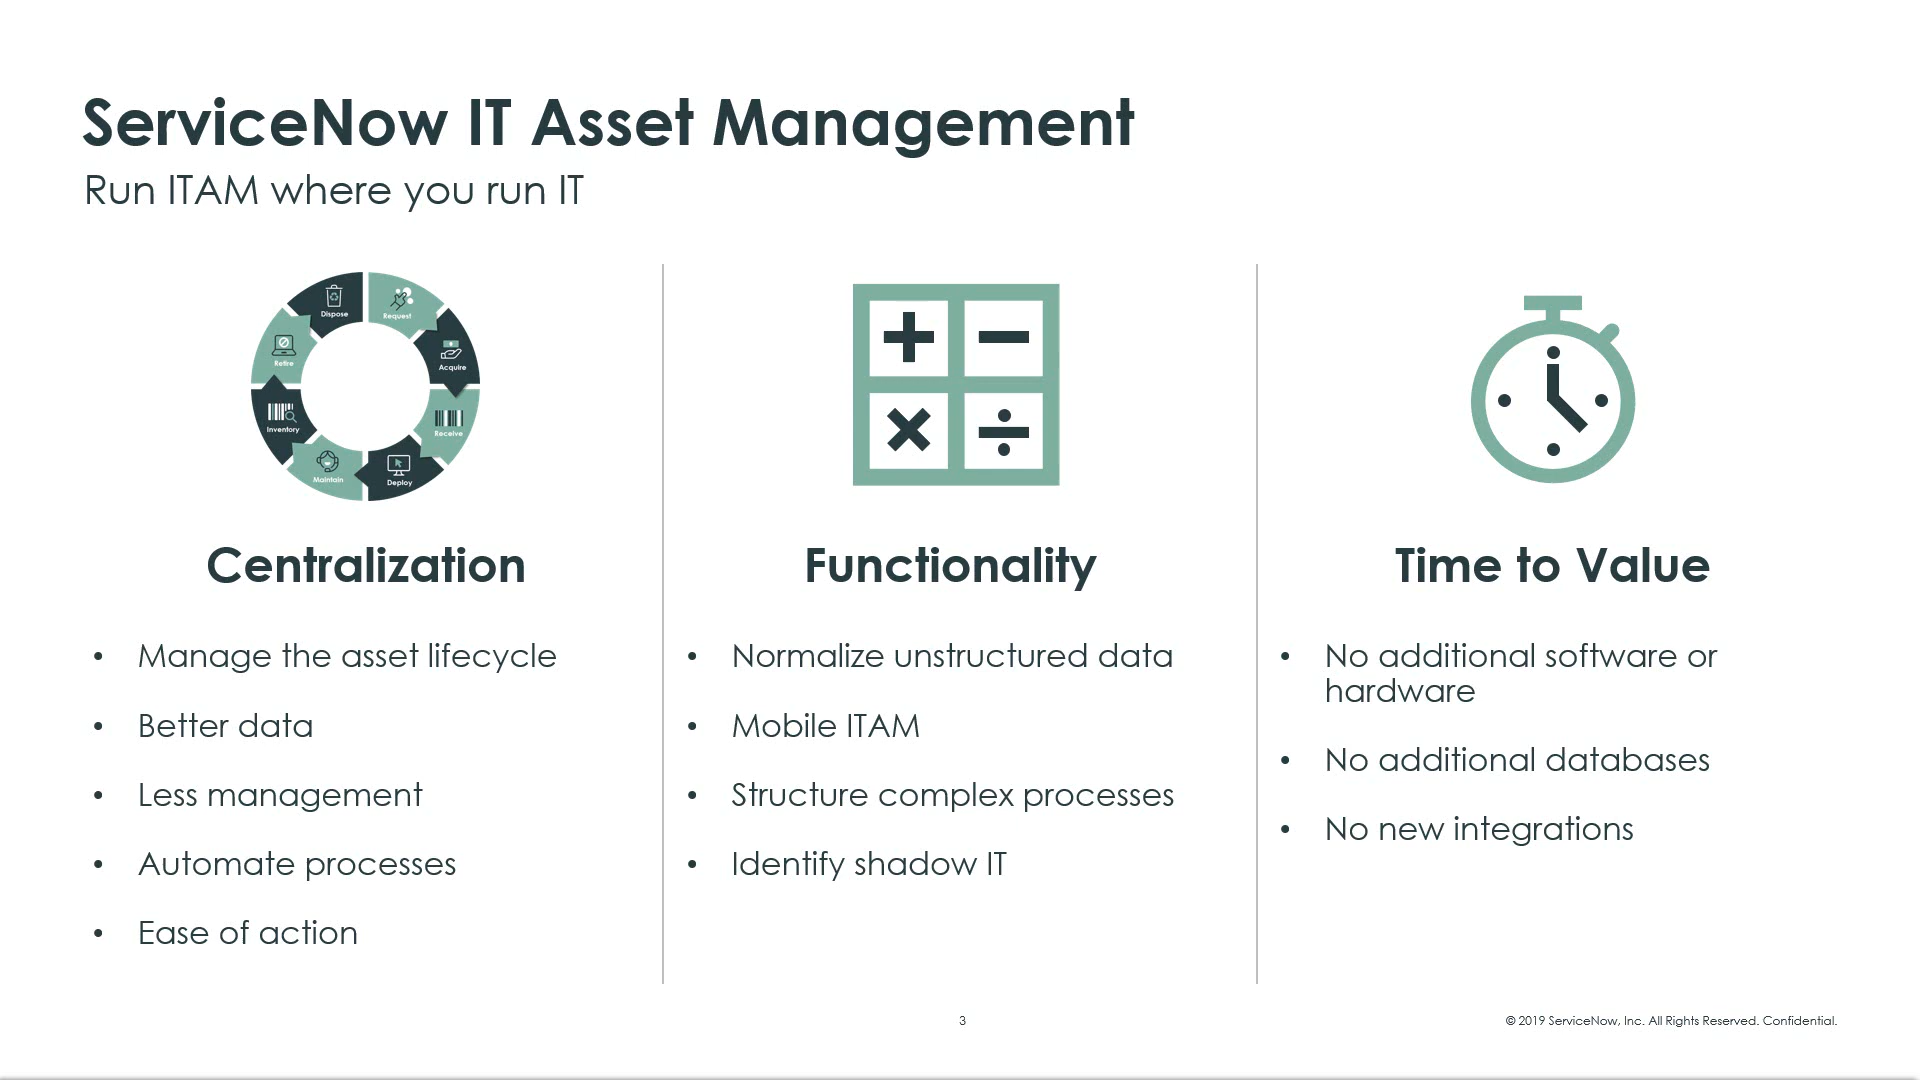 ServiceNow IT Asset Management
Run ITAM where you run IT
Dispose
Request
Retire
Acquire
Inventory
Receive
Maintain
Deploy
Centralization
• Manage the asset lifecycle
• Better data
• Less management
• Automate processes
• Ease of action
Functionality
• Normalize unstructured data
• Mobile ITAM
• Structure complex processes
• Identify shadow IT
Time to Value
• No additional software or
hardware
• No additional databases
• No new integrations
3
© 2019 ServiceNow, Inc. All Rights Reserved. Confidential.